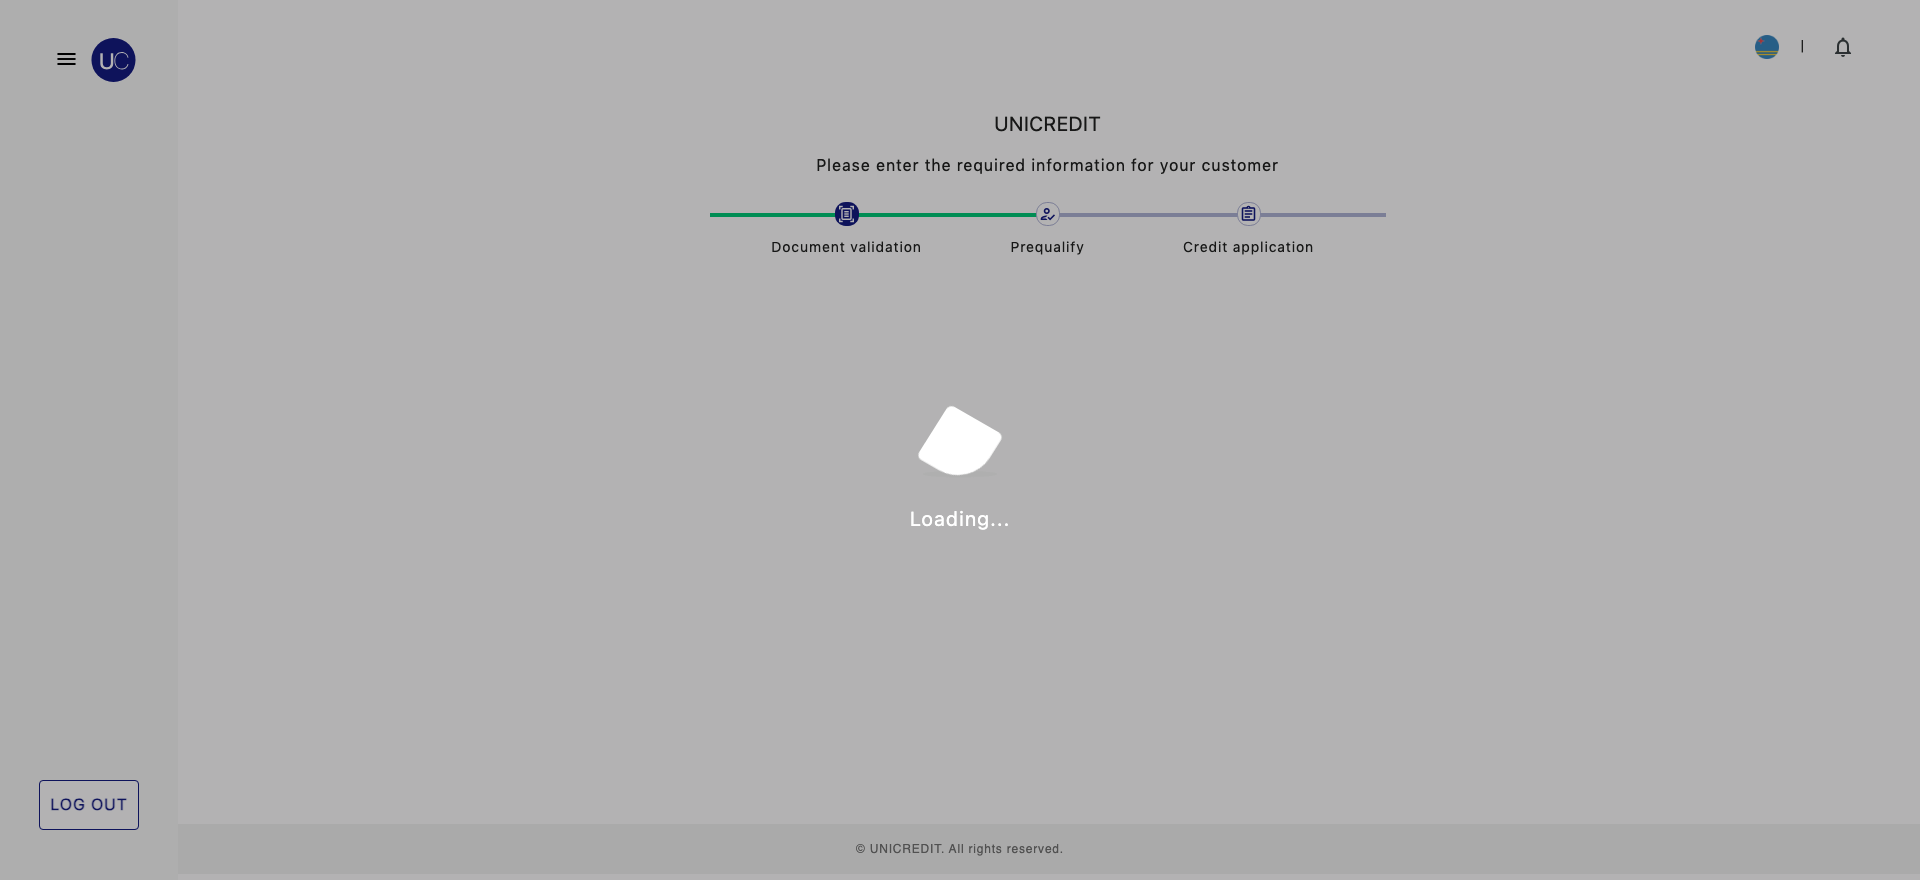 UC
UNICREDIT
Please enter the required information for your customer
Document validation
Prequalify
Credit application
Loading...
LOG OUT
© UNICREDIT. All rights reserved.